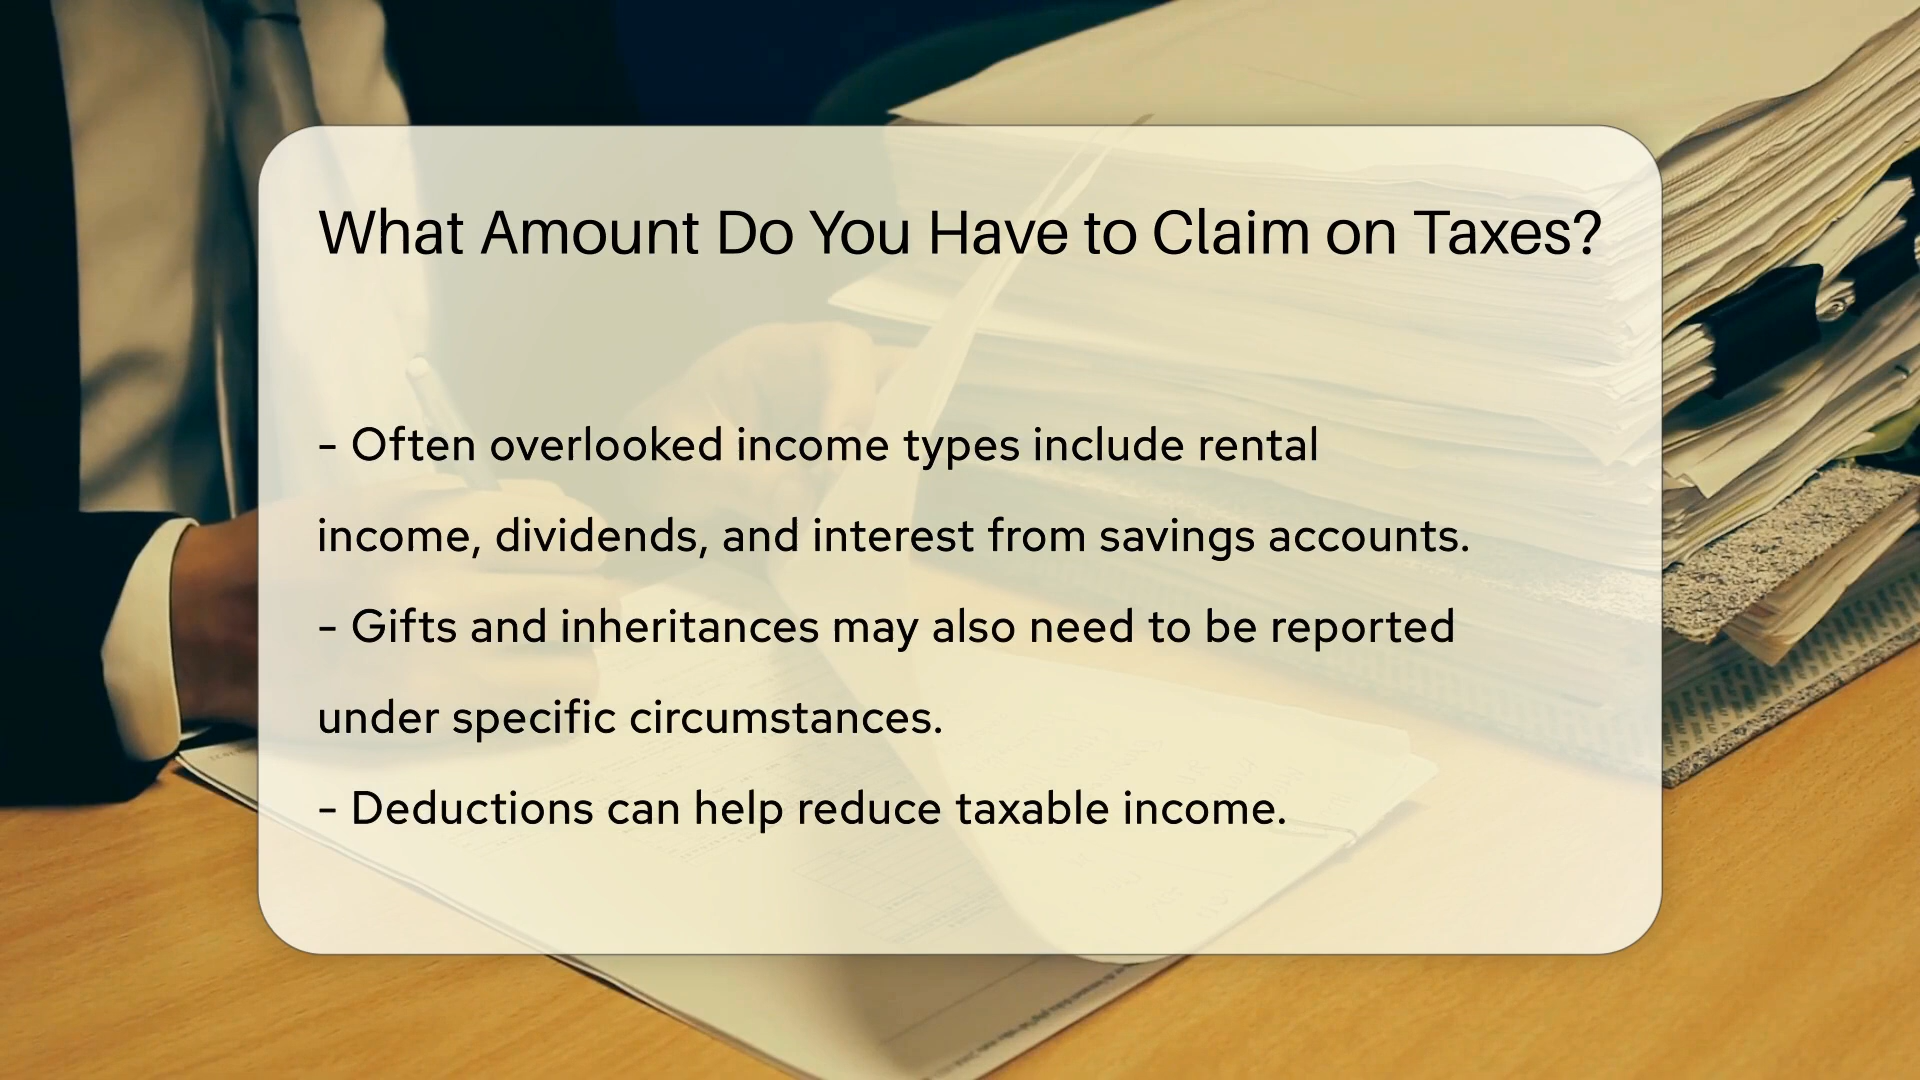 What Amount Do You Have to Claim on Taxes?
– Often overlooked income types include rental
income, dividends, and interest from savings accounts.
– Gifts and inheritances may also need to be reported
under specific circumstances.
– Deductions can help reduce taxable income.